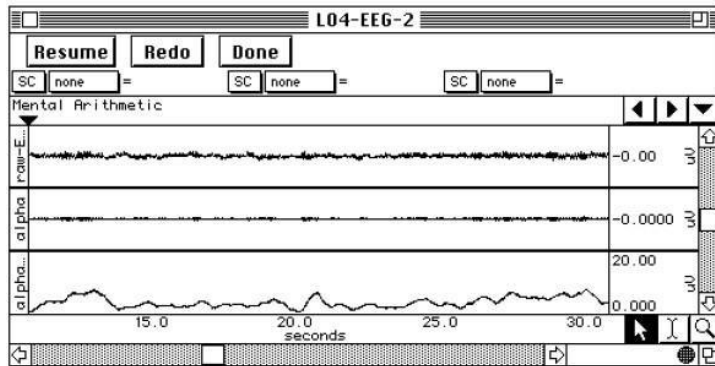 L04-EEG-2
Resume Redo Done
SC none = SC none = SC none =
Mental Arithmetic
raw-E...
-0.00
alpha
-0.0000
alpha...
20.00
0.000
15.0 20.0 25.0 30.0
seconds